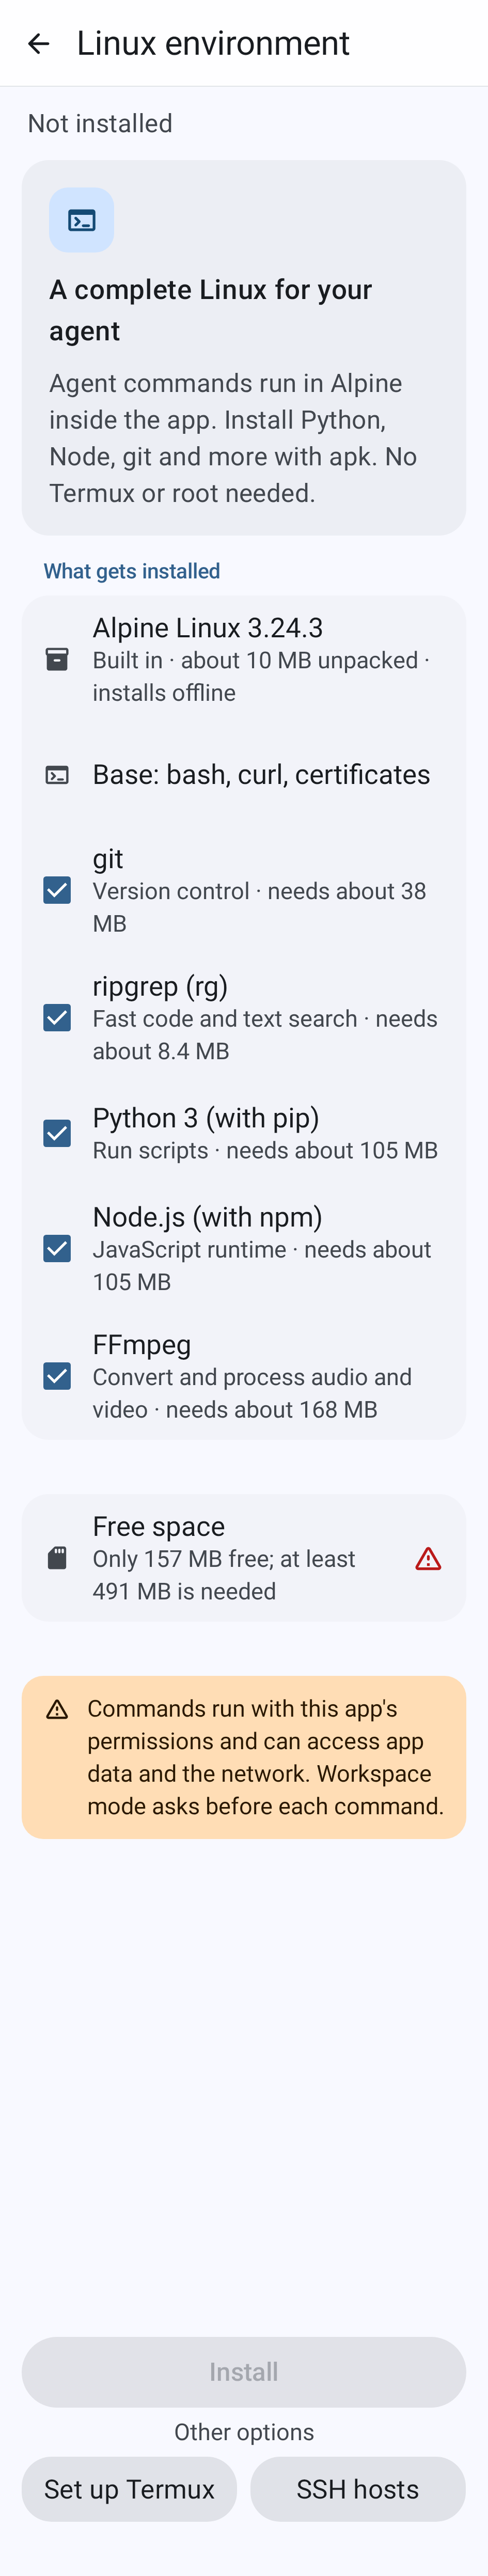 Linux environment
Not installed
A complete Linux for your
agent
Agent commands run in Alpine
inside the app. Install Python,
Node, git and more with apk. No
Termux or root needed.
What gets installed
Alpine Linux 3.24.3
Built in · about 10 MB unpacked ·
installs offline
Base: bash, curl, certificates
git
Version control · needs about 38
MB
ripgrep (rg)
Fast code and text search · needs
about 8.4 MB
Python 3 (with pip)
Run scripts · needs about 105 MB
Node.js (with npm)
JavaScript runtime · needs about
105 MB
FFmpeg
Convert and process audio and
video · needs about 168 MB
Free space
Only 157 MB free; at least
491 MB is needed
Commands run with this app's
permissions and can access app
data and the network. Workspace
mode asks before each command.
Install
Other options
Set up Termux
SSH hosts